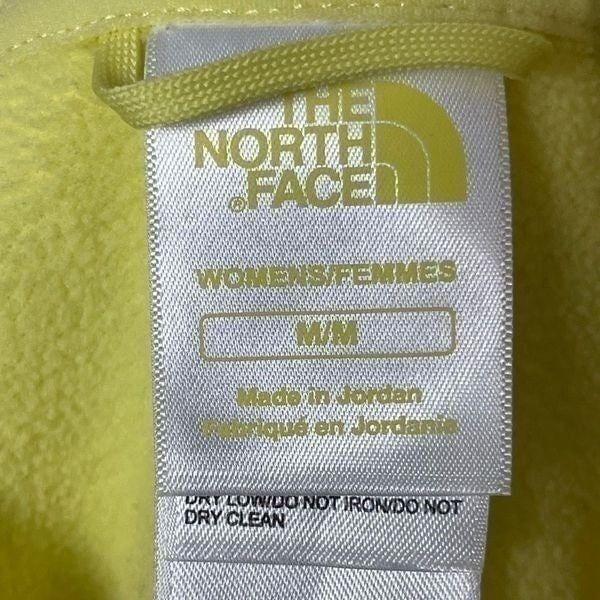 THE
NORTH
FACE
®
WOMENS/FEMMES
M/M
Made in Jordan
Fabriqué en Jordanie
DRY LOW/DO NOT IRON/DO NOT
DRY CLEAN